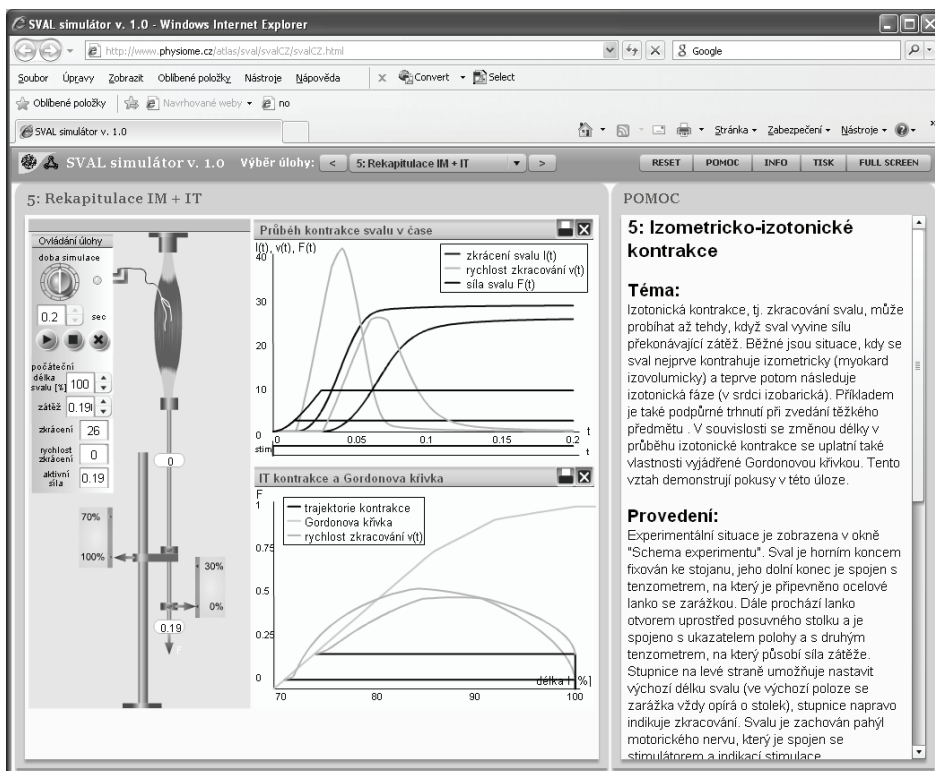 SVAL simulátor v. 1.0 - Windows Internet Explorer
http://www.physiome.cz/atlas/sval/svalCZ/svalCZ.html
Google
Soubor Úpravy Zobrazit Oblíbené položky Nástroje Nápověda
x Convert Select
Oblíbené položky Navrhované weby no
SVAL simulátor v. 1.0
Stránka Zabezpečení Nástroje
SVAL simulátor v. 1.0 Výběr úlohy: < 5: Rekapitulace IM + IT > RESET POMOC INFO TISK FULL SCREEN
5: Rekapitulace IM + IT
Ovládání úlohy
doba simulace
0.2 sec
počáteční
délka
svalu [%] 100
zátěž 0.19
zkrácení 26
rychlost
zkrácení 0
aktivní
síla 0.19
0
70%
100%
30%
0%
0.19
Průběh kontrakce svalu v čase
l(t), v(t), F(t)
40
30
20
10
0
zkrácení svalu l(t)
rychlost zkracování v(t)
síla svalu F(t)
0 0.05 0.1 0.15 0.2 t
stim
t
IT kontrakce a Gordonova křivka
F
1
0.75
0.5
0.25
0
trajektorie kontrakce
Gordonova křivka
rychlost zkracování v(t)
délka l [%]
70 80 90 100
POMOC
5: Izometricko-izotonické
kontrakce
Téma:
Izotonická kontrakce, tj. zkracování svalu, může
probíhat až tehdy, když sval vyvine sílu
překonávající zátěž. Běžné jsou situace, kdy se
sval nejprve kontrahuje izometricky (myokard
izovolumicky) a teprve potom následuje
izotonická fáze (v srdci izobarická). Příkladem
je také podpůrné trhnutí při zvedání těžkého
předmětu . V souvislosti se změnou délky v
průběhu izotonické kontrakce se uplatní také
vlastnosti vyjádřené Gordonovou křivkou. Tento
vztah demonstrují pokusy v této úloze.
Provedení:
Experimentální situace je zobrazena v okně
"Schema experimentu". Sval je horním koncem
fixován ke stojanu, jeho dolní konec je spojen s
tenzometrem, na který je připevněno ocelové
lanko se zarážkou. Dále prochází lanko
otvorem uprostřed posuvného stolku a je
spojeno s ukazatelem polohy a s druhým
tenzometrem, na který působí síla zátěže.
Stupnice na levé straně umožňuje nastavit
výchozí délku svalu (ve výchozí poloze se
zarážka vždy opírá o stolek), stupnice napravo
indikuje zkracování. Svalu je zachován pahýl
motorického nervu, který je spojen se
stimulátorem a indikací stimulace.